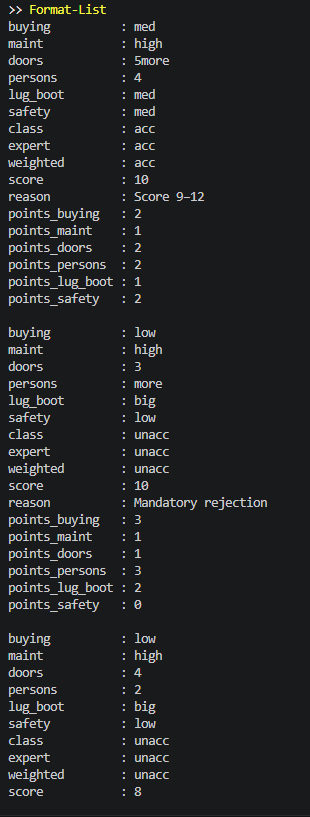 >> Format-List
buying : med
maint : high
doors : 5more
persons : 4
lug_boot : med
safety : med
class : acc
expert : acc
weighted : acc
score : 10
reason : Score 9–12
points_buying : 2
points_maint : 1
points_doors : 2
points_persons : 2
points_lug_boot : 1
points_safety : 2

buying : low
maint : high
doors : 3
persons : more
lug_boot : big
safety : low
class : unacc
expert : unacc
weighted : unacc
score : 10
reason : Mandatory rejection
points_buying : 3
points_maint : 1
points_doors : 1
points_persons : 3
points_lug_boot : 2
points_safety : 0

buying : low
maint : high
doors : 4
persons : 2
lug_boot : big
safety : low
class : unacc
expert : unacc
weighted : unacc
score : 8